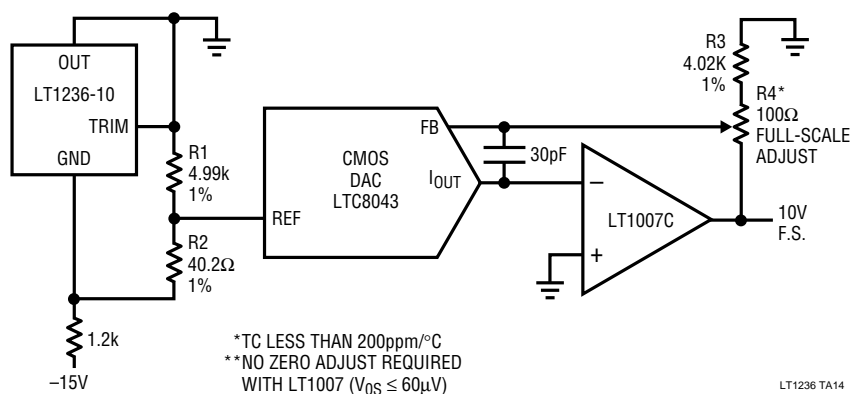 OUT
LT1236-10
TRIM
GND
R1
4.99k
1%
R2
40.2Ω
1%
1.2k
–15V
REF
CMOS
DAC
LTC8043
FB
IOUT
30pF
–
+
LT1007C
R3
4.02K
1%
R4*
100Ω
FULL-SCALE
ADJUST
10V
F.S.
*TC LESS THAN 200ppm/°C
**NO ZERO ADJUST REQUIRED
WITH LT1007 (V0S ≤ 60µV)
LT1236 TA14